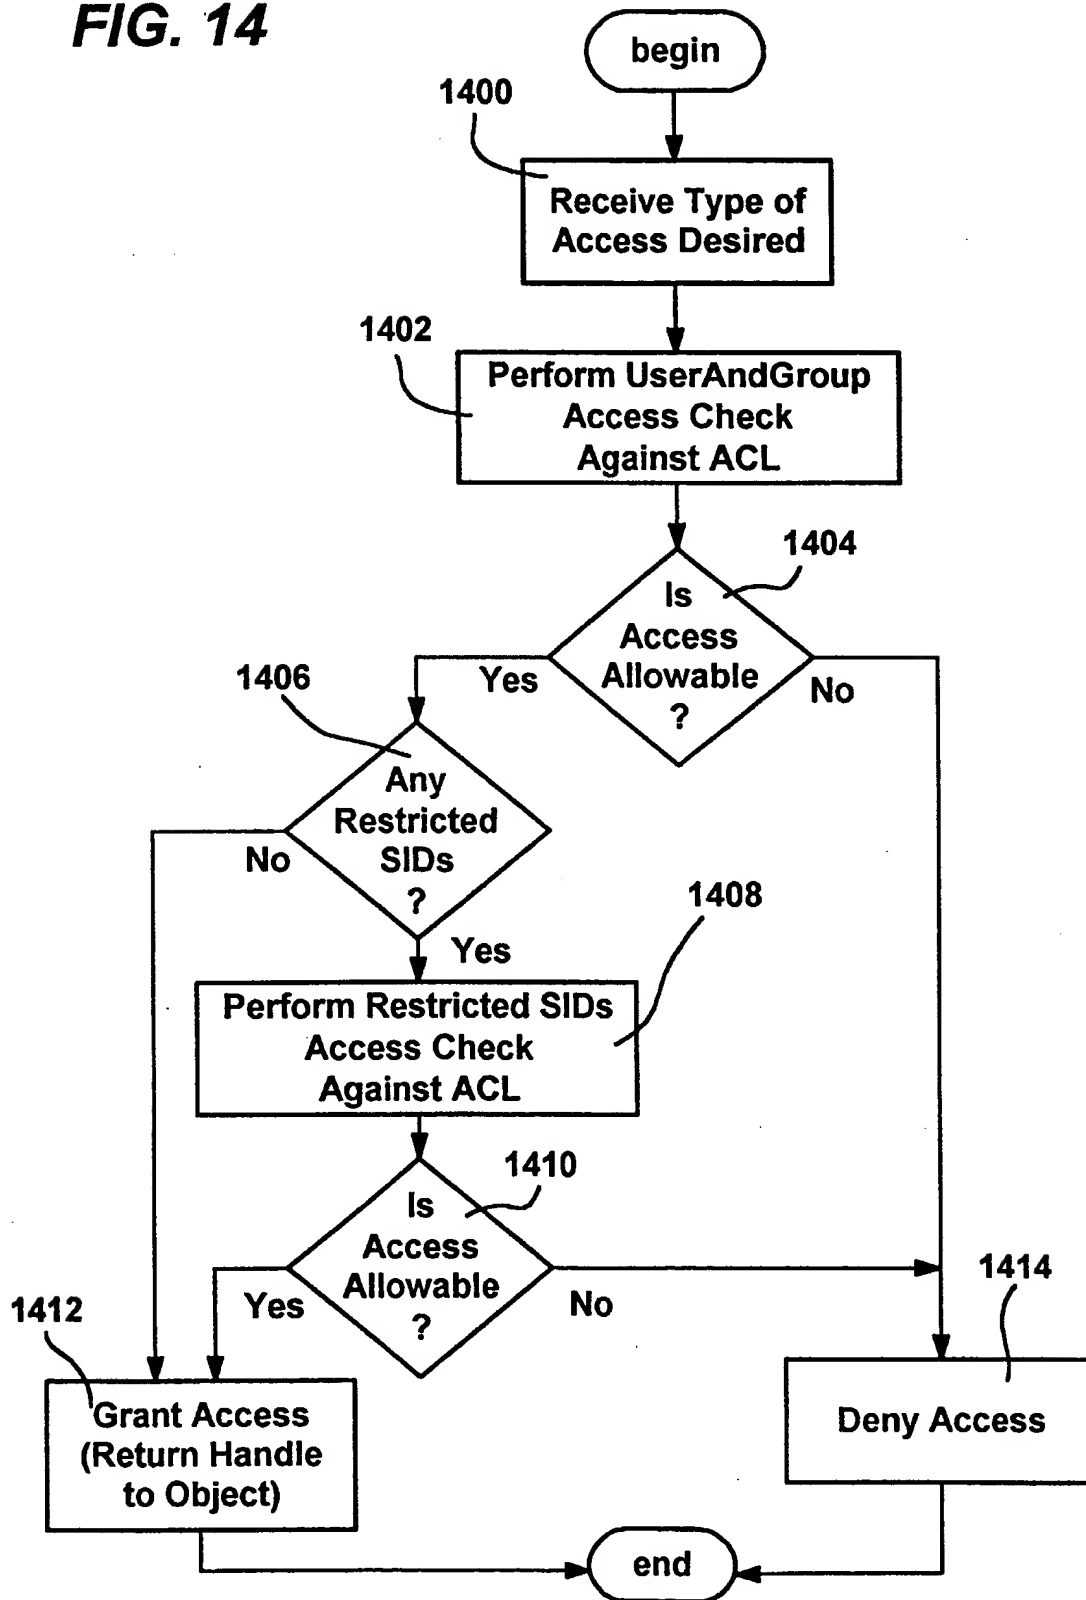 FIG. 14
begin
1400
Receive Type of
Access Desired
1402
Perform UserAndGroup
Access Check
Against ACL
1404
Is
Access
Allowable
?
Yes
No
1406
Any
Restricted
SIDs
?
No
Yes
1408
Perform Restricted SIDs
Access Check
Against ACL
1410
Is
Access
Allowable
?
Yes
No
1412
Grant Access
(Return Handle
to Object)
1414
Deny Access
end